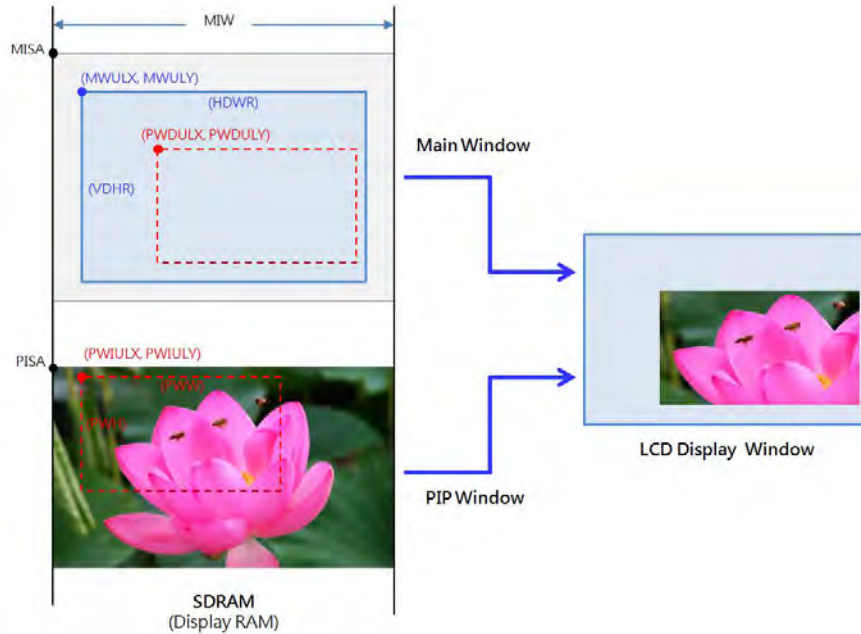 MIW
MISA
(MWULX, MWULY)
(HDWR)
(PWDULX, PWDULY)
(VDHR)
Main Window
PISA
(PWIULX, PWIULY)
(PWW)
(PWH)
LCD Display Window
PIP Window
SDRAM
(Display RAM)